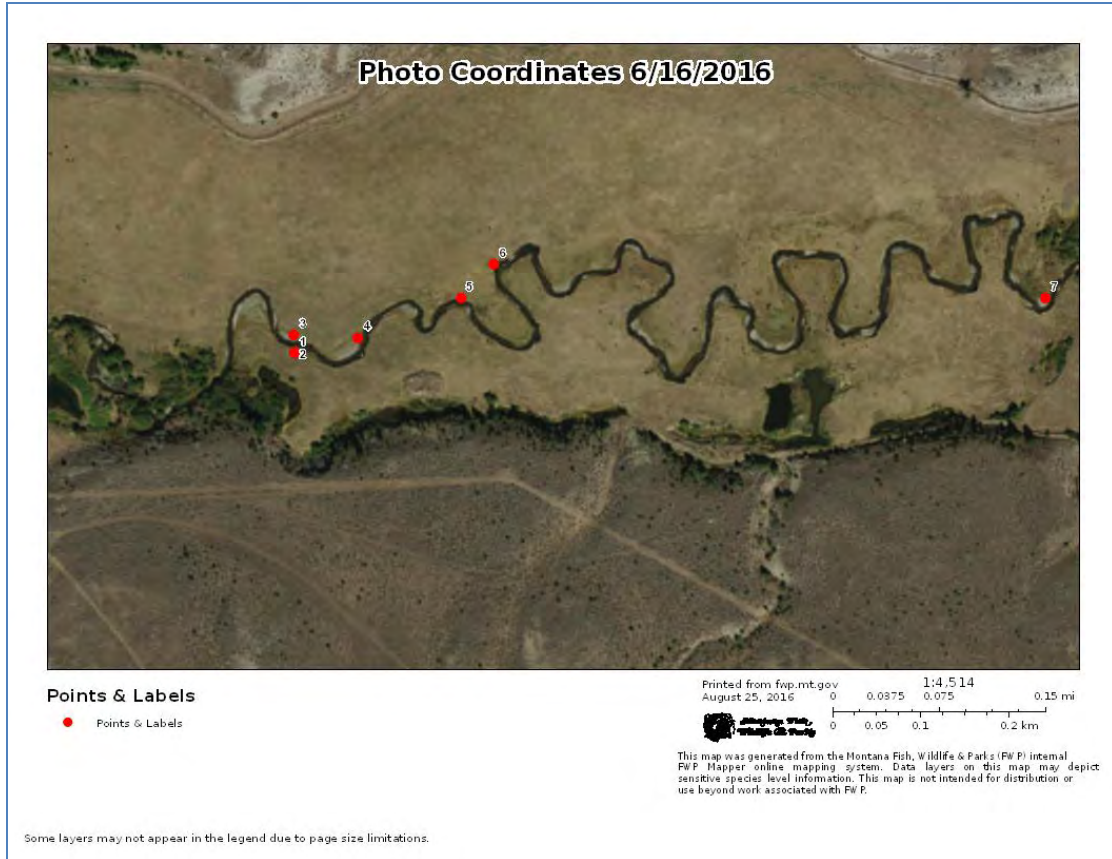 Photo Coordinates 6/16/2016
6
5
7
3
4
1
2
Points & Labels
Points & Labels
Printed from fwp.mt.gov
August 25, 2016
1:4,514
0 0.0375 0.075 0.15 mi
0 0.05 0.1 0.2 km
Montana Fish,
Wildlife & Parks
This map was generated from the Montana Fish, Wildlife & Parks (FWP) internal
FWP Mapper online mapping system. Data layers on this map may depict
sensitive species level information. This map is not intended for distribution or
use beyond work associated with FWP.
Some layers may not appear in the legend due to page size limitations.